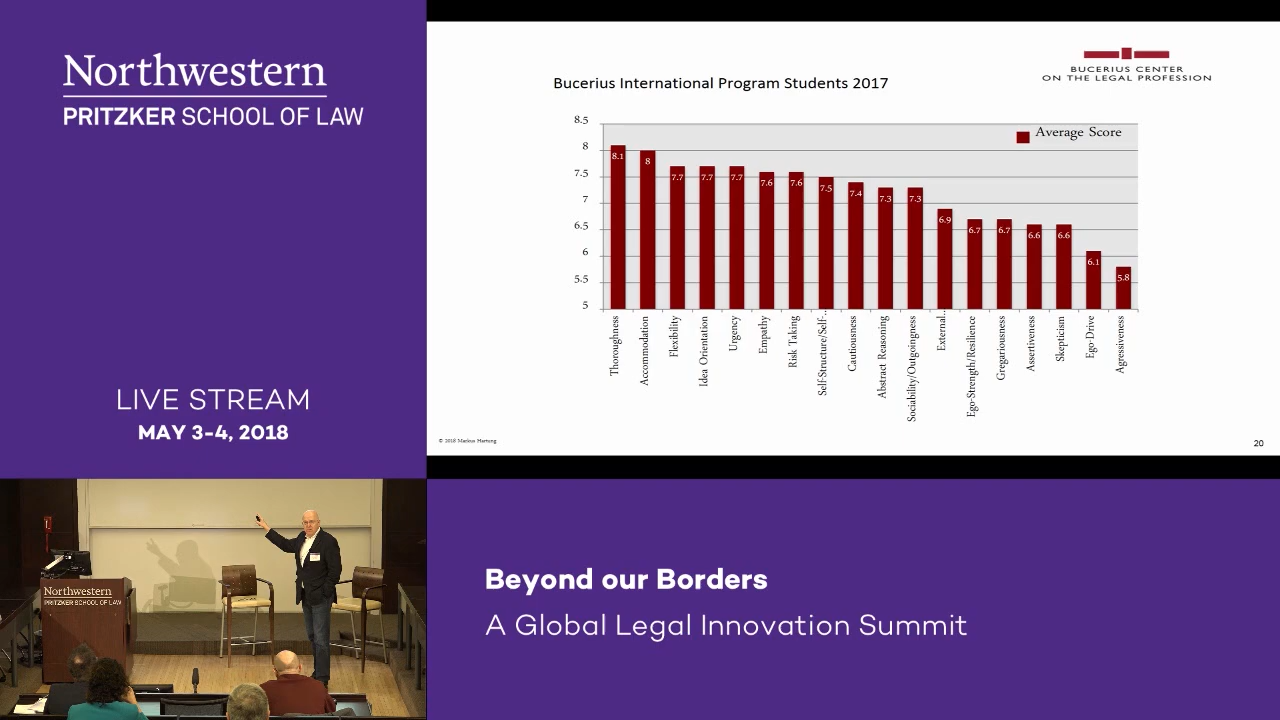 Northwestern
PRITZKER SCHOOL OF LAW
LIVE STREAM
MAY 3-4, 2018
Bucerius International Program Students 2017
BUCERIUS CENTER
ON THE LEGAL PROFESSION
Average Score
8.5
8
7.5
7
6.5
6
5.5
5
8.1
8
7.7
7.7
7.7
7.6
7.6
7.5
7.4
7.3
7.3
6.9
6.7
6.7
6.6
6.6
6.1
5.8
Thoroughness
Accommodation
Flexibility
Idea Orientation
Urgency
Empathy
Risk Taking
Self-Structure/Self-...
Cautiousness
Abstract Reasoning
Sociability/Outgoingness
External...
Ego-Strength/Resilience
Gregariousness
Assertiveness
Skepticism
Ego-Drive
Agressiveness
© 2018 Markus Hartung
20
Northwestern
PRITZKER SCHOOL OF LAW
Beyond our Borders
A Global Legal Innovation Summit